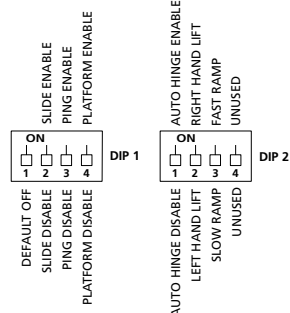 SLIDE ENABLE
PING ENABLE
PLATFORM ENABLE
ON
1 2 3 4
DIP 1
DEFAULT OFF
SLIDE DISABLE
PING DISABLE
PLATFORM DISABLE
AUTO HINGE ENABLE
RIGHT HAND LIFT
FAST RAMP
UNUSED
ON
1 2 3 4
DIP 2
AUTO HINGE DISABLE
LEFT HAND LIFT
SLOW RAMP
UNUSED